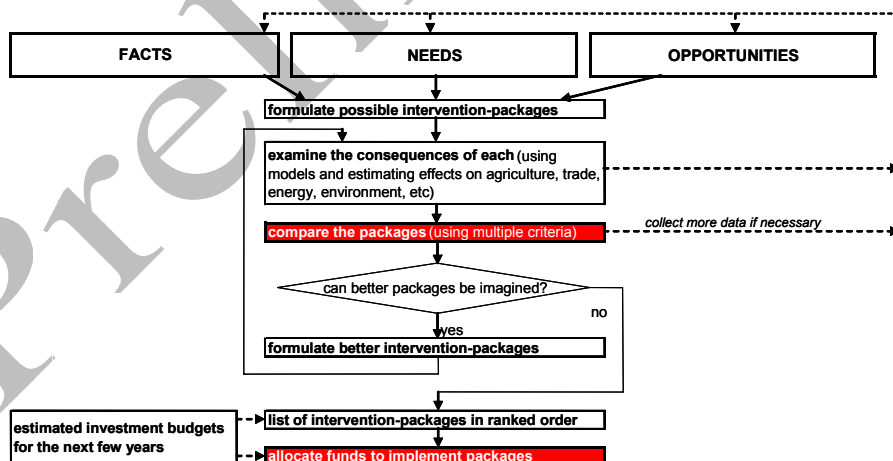 FACTS
NEEDS
OPPORTUNITIES
formulate possible intervention-packages
examine the consequences of each (using
models and estimating effects on agriculture, trade,
energy, environment, etc)
compare the packages (using multiple criteria)
collect more data if necessary
can better packages be imagined?
no
yes
formulate better intervention-packages
list of intervention-packages in ranked order
estimated investment budgets
for the next few years
allocate funds to implement packages
Preli